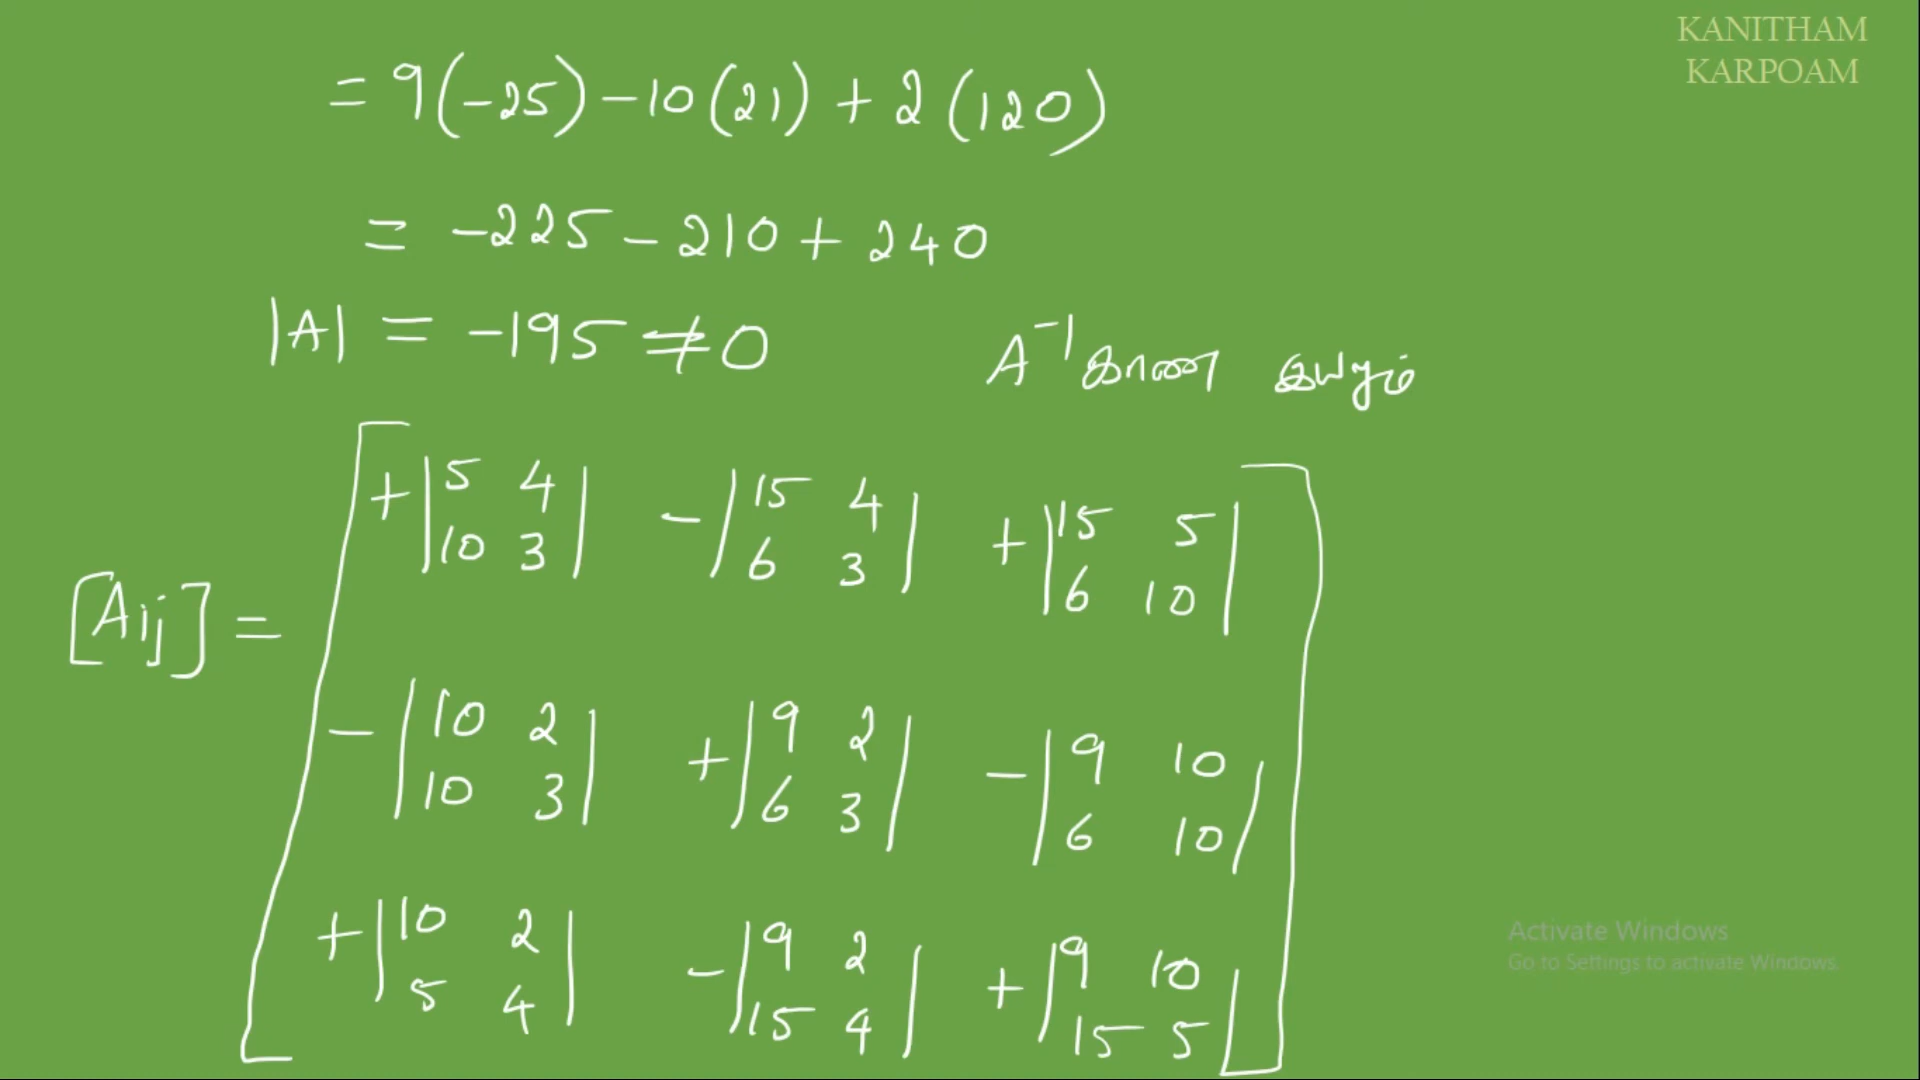 KANITHAM
KARPOAM
= 9(-25) -10(21) + 2(120)
= -225 - 210 + 240
|A| = -195 ≠ 0 A⁻¹ காண இயலும்
[Aij] =
+|5 4| -|15 4| +|15 5|
|10 3| |6 3| |6 10|
-|10 2| +|9 2| -|9 10|
|10 3| |6 3| |6 10|
+|10 2| -|9 2| +|9 10|
|5 4| |15 4| |15 5|
Activate Windows
Go to Settings to activate Windows.